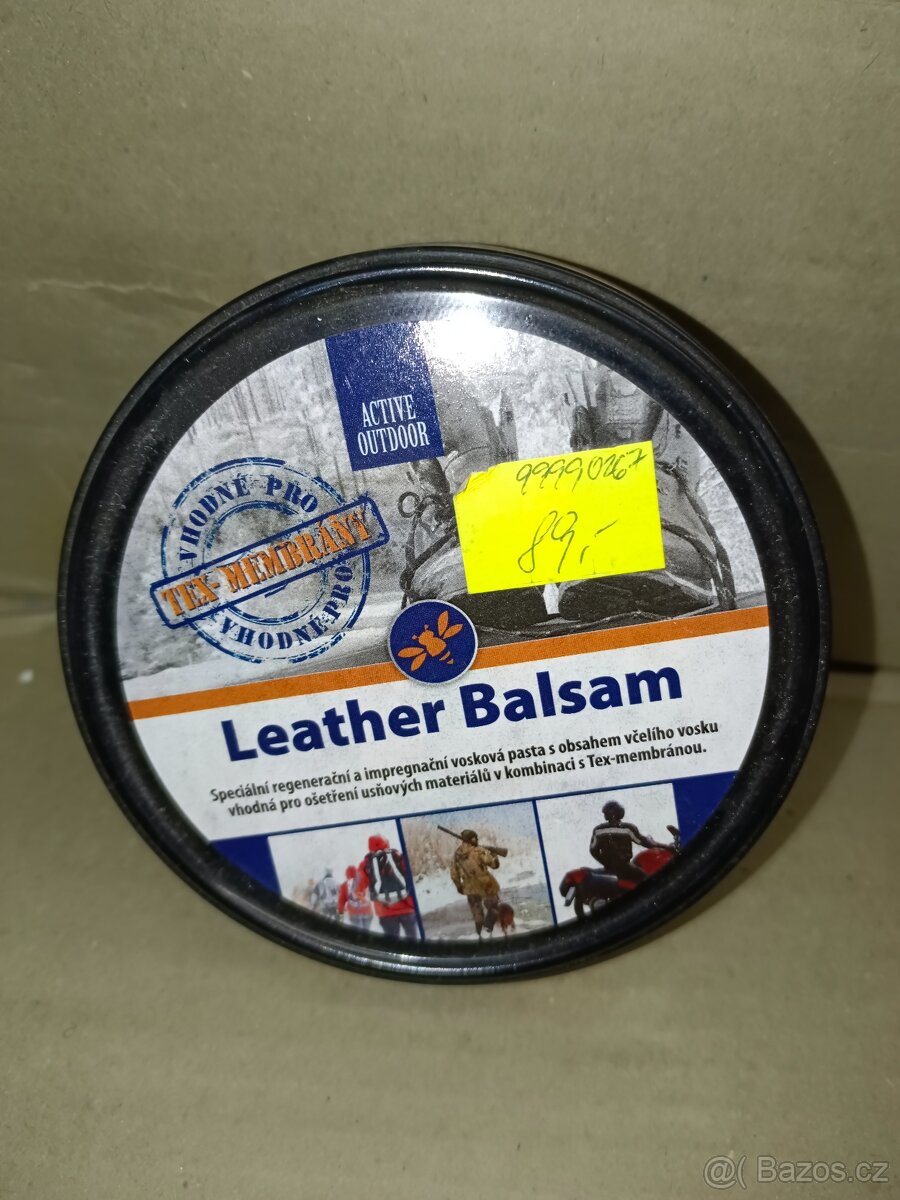 ACTIVE
OUTDOOR
99990267
89,-
VHODNÉ PRO
TEX-MEMBRÁNY
VHODNÉ PRO
Leather Balsam
Speciální regenerační a impregnační vosková pasta s obsahem včelího vosku
vhodná pro ošetření usňových materiálů v kombinaci s Tex-membránou.
@( Bazos.cz